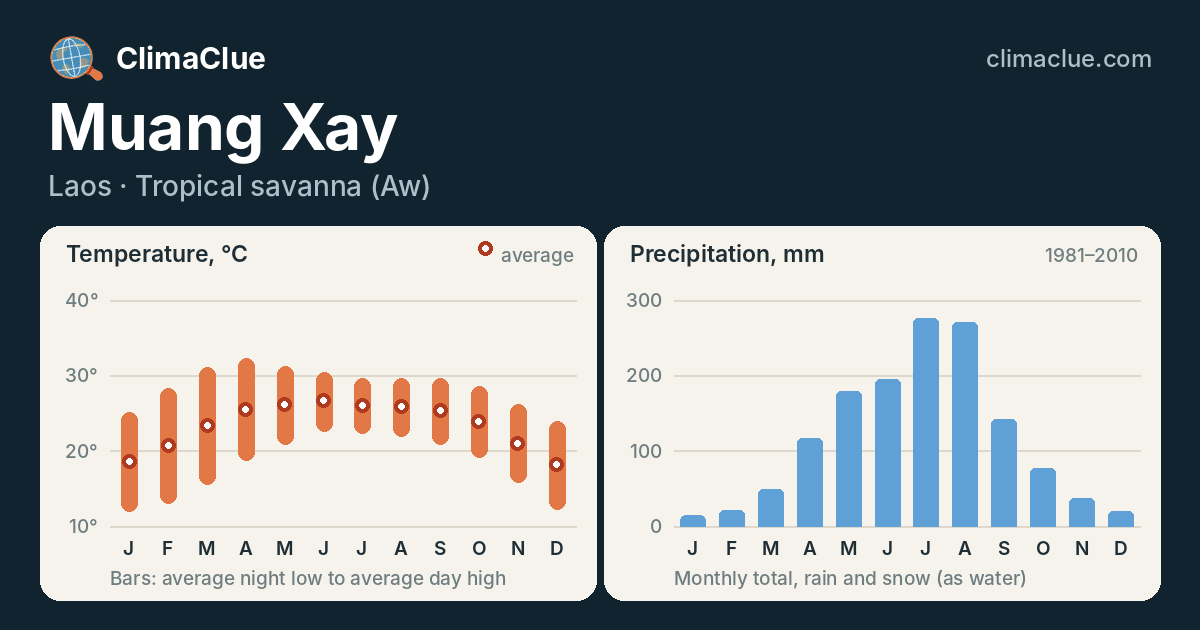 ClimaClue
climaclue.com
Muang Xay
Laos · Tropical savanna (Aw)
Temperature, °C
average
40°
30°
20°
10°
J F M A M J J A S O N D
Bars: average night low to average day high
Precipitation, mm
1981–2010
300
200
100
0
J F M A M J J A S O N D
Monthly total, rain and snow (as water)